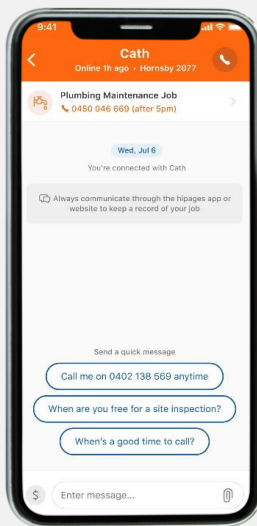 9:41
Cath
Online 1h ago - Hornsby 2077
Plumbing Maintenance Job
0450 046 669 (after 5pm)
Wed, Jul 6
You're connected with Cath
Always communicate through the hipages app or
website to keep a record of your job
Send a quick message
Call me on 0402 138 569 anytime
When are you free for a site inspection?
When's a good time to call?
$ Enter message...